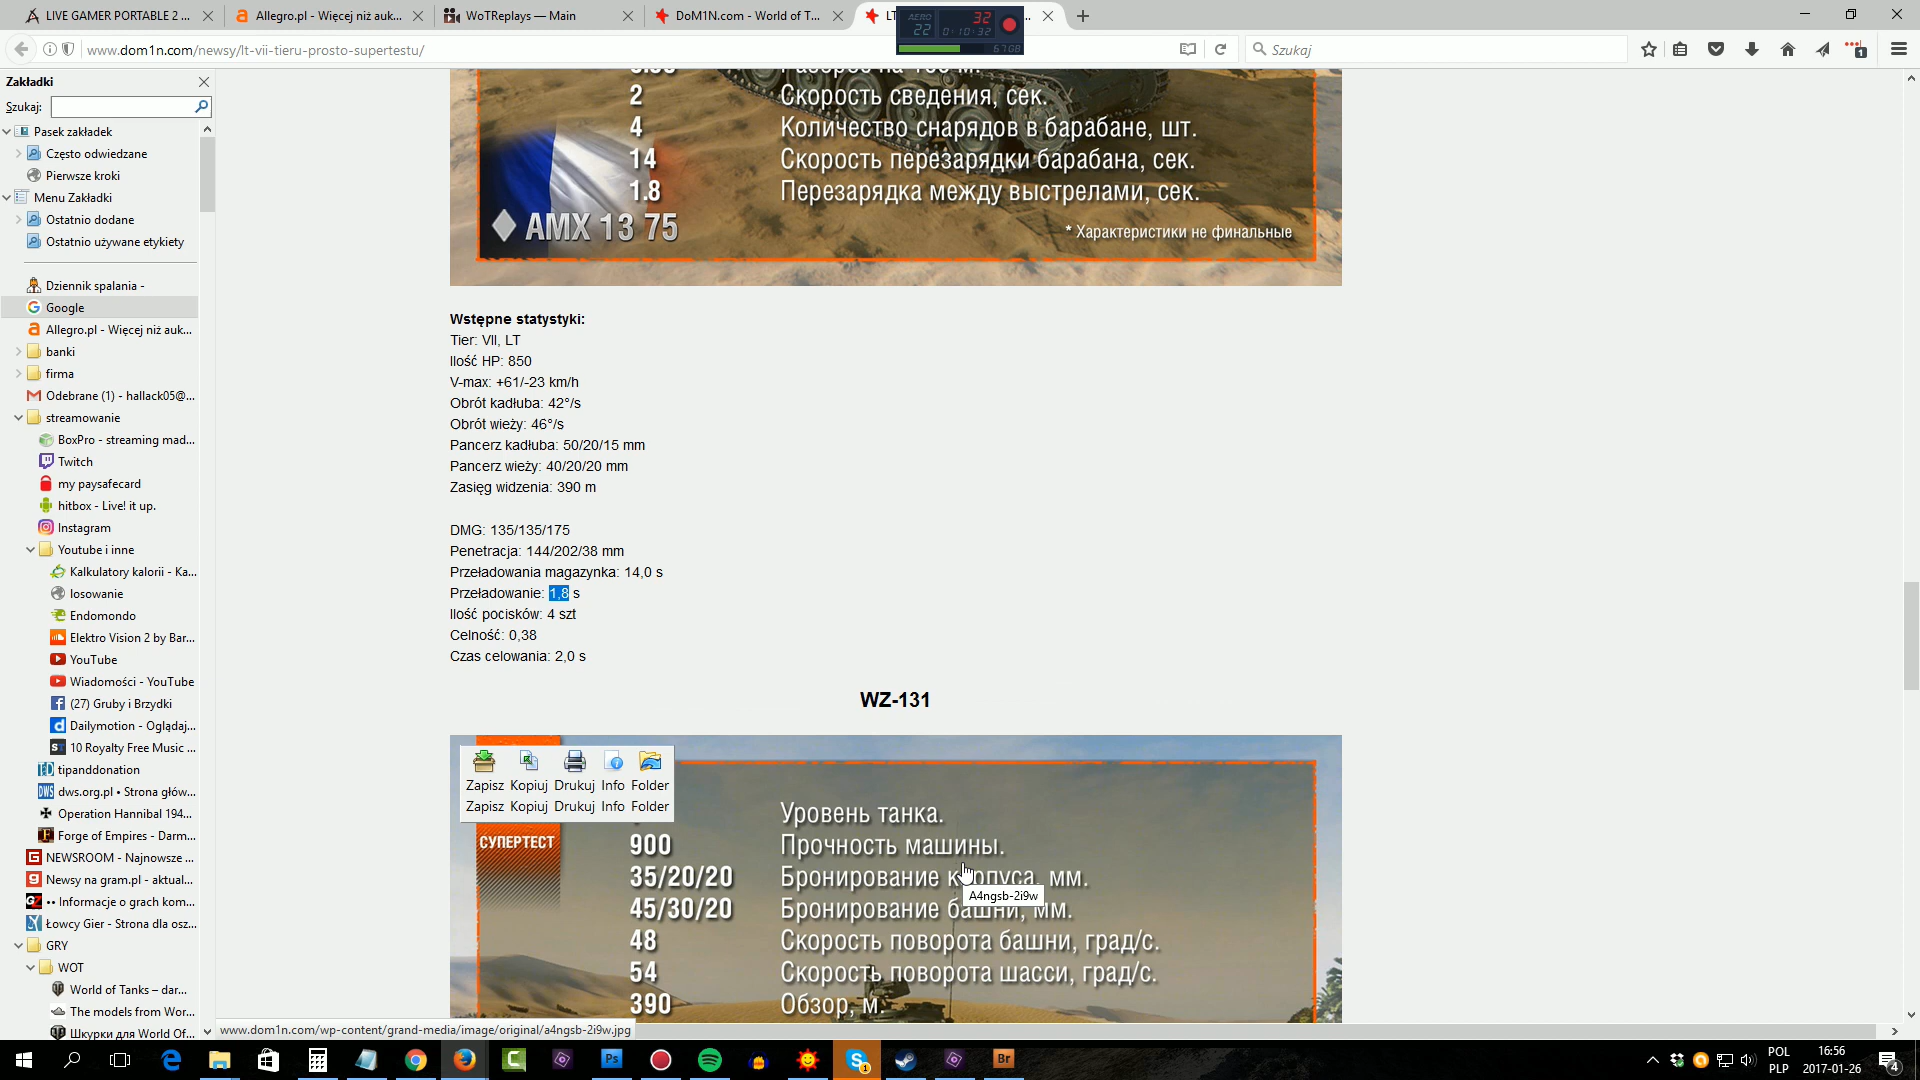 LIVE GAMER PORTABLE 2 ...
Allegro.pl - Więcej niż auk...
WoTReplays — Main
DoM1N.com - World of T...
AERO
22
32
0:10:32
5708
www.dom1n.com/newsy/lt-vii-tieru-prosto-supertestu/
Szukaj
1
Zakładki
Szukaj:
Pasek zakładek
Często odwiedzane
Pierwsze kroki
Menu Zakładki
Ostatnio dodane
Ostatnio używane etykiety
Dziennik spalania -
Google
Allegro.pl - Więcej niż auk...
banki
firma
Odebrane (1) - hallack05@...
streamowanie
BoxPro - streaming mad...
Twitch
my paysafecard
hitbox - Live! it up.
Instagram
Youtube i inne
Kalkulatory kalorii - Ka...
losowanie
Endomondo
Elektro Vision 2 by Bar...
YouTube
Wiadomości - YouTube
(27) Gruby i Brzydki
Dailymotion - Oglądaj...
10 Royalty Free Music ...
tipanddonation
dws.org.pl • Strona głów...
Operation Hannibal 194...
Forge of Empires - Darm...
NEWSROOM - Najnowsze ...
Newsy na gram.pl - aktual...
•• Informacje o grach kom...
Łowcy Gier - Strona dla osz...
GRY
WOT
World of Tanks – dar...
The models from Wor...
Шкурки для World Of...
2 Скорость сведения, сек.
4 Количество снарядов в барабане, шт.
14 Скорость перезарядки барабана, сек.
1.8 Перезарядка между выстрелами, сек.
AMX 13 75
* Характеристики не финальные
Wstępne statystyki:
Tier: VII, LT
Ilość HP: 850
V-max: +61/-23 km/h
Obrót kadłuba: 42°/s
Obrót wieży: 46°/s
Pancerz kadłuba: 50/20/15 mm
Pancerz wieży: 40/20/20 mm
Zasięg widzenia: 390 m
DMG: 135/135/175
Penetracja: 144/202/38 mm
Przeładowania magazynka: 14,0 s
Przeładowanie: 1,8 s
Ilość pocisków: 4 szt
Celność: 0,38
Czas celowania: 2,0 s
WZ-131
Zapisz Kopiuj Drukuj Info Folder
Zapisz Kopiuj Drukuj Info Folder
СУПЕРТЕСТ
Уровень танка.
900 Прочность машины.
35/20/20 Бронирование корпуса, мм.
A4ngsb-2i9w
45/30/20 Бронирование башни, мм.
48 Скорость поворота башни, град/с.
54 Скорость поворота шасси, град/с.
390 Обзор, м.
www.dom1n.com/wp-content/grand-media/image/original/a4ngsb-2i9w.jpg
Ps
Br
POL
PLP
16:56
2017-01-26
4